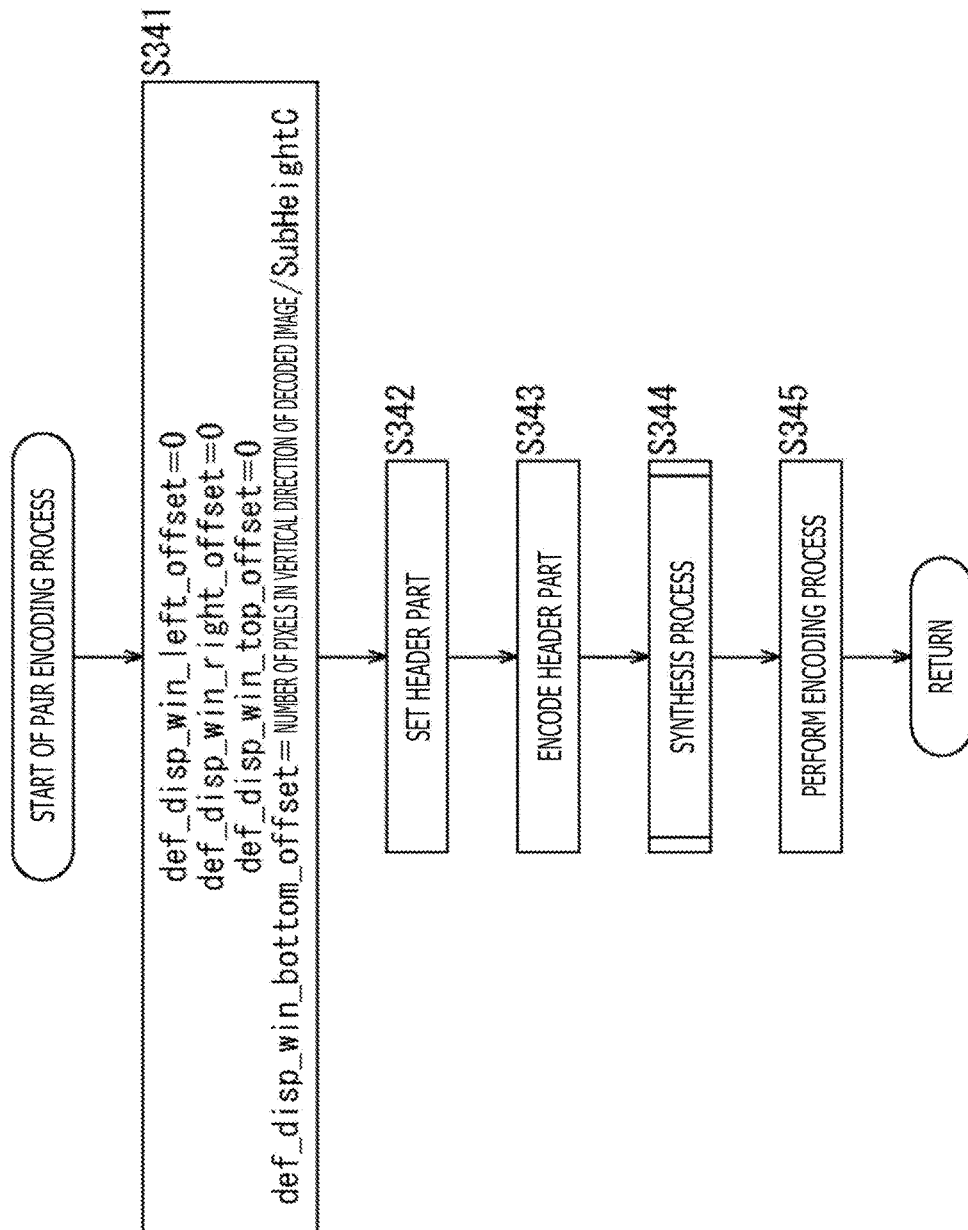 START OF PAIR ENCODING PROCESS
S341
def_disp_win_left_offset=0
def_disp_win_right_offset=0
def_disp_win_top_offset=0
def_disp_win_bottom_offset= NUMBER OF PIXELS IN VERTICAL DIRECTION OF DECODED IMAGE/SubHeightC
S342
SET HEADER PART
S343
ENCODE HEADER PART
S344
SYNTHESIS PROCESS
S345
PERFORM ENCODING PROCESS
RETURN